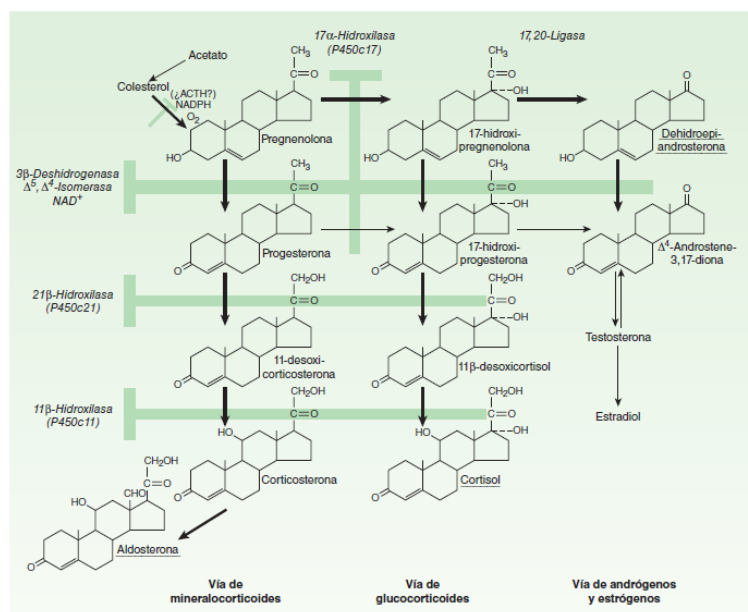 17α-Hidroxilasa
(P450c17)
17,20-Ligasa
Acetato
Colesterol
(¿ACTH?)
NADPH
O2
CH3
C=O
HO
Pregnenolona
CH3
C=O
---OH
HO
17-hidroxi-
pregnenolona
O
HO
Dehidroepi-
androsterona
3β-Deshidrogenasa
Δ5, Δ4-Isomerasa
NAD+
CH3
C=O
O
Progesterona
CH3
C=O
---OH
O
17-hidroxi-
progesterona
O
O
Δ4-Androstene-
3,17-diona
21β-Hidroxilasa
(P450c21)
CH2OH
C=O
O
11-desoxi-
corticosterona
CH2OH
C=O
---OH
O
11β-desoxicortisol
Testosterona
Estradiol
11β-Hidroxilasa
(P450c11)
CH2OH
C=O
HO
O
Corticosterona
CH2OH
C=O
---OH
HO
O
Cortisol
CH2OH
C=O
CHO
HO
O
Aldosterona
Vía de
mineralocorticoides
Vía de
glucocorticoides
Vía de andrógenos
y estrógenos